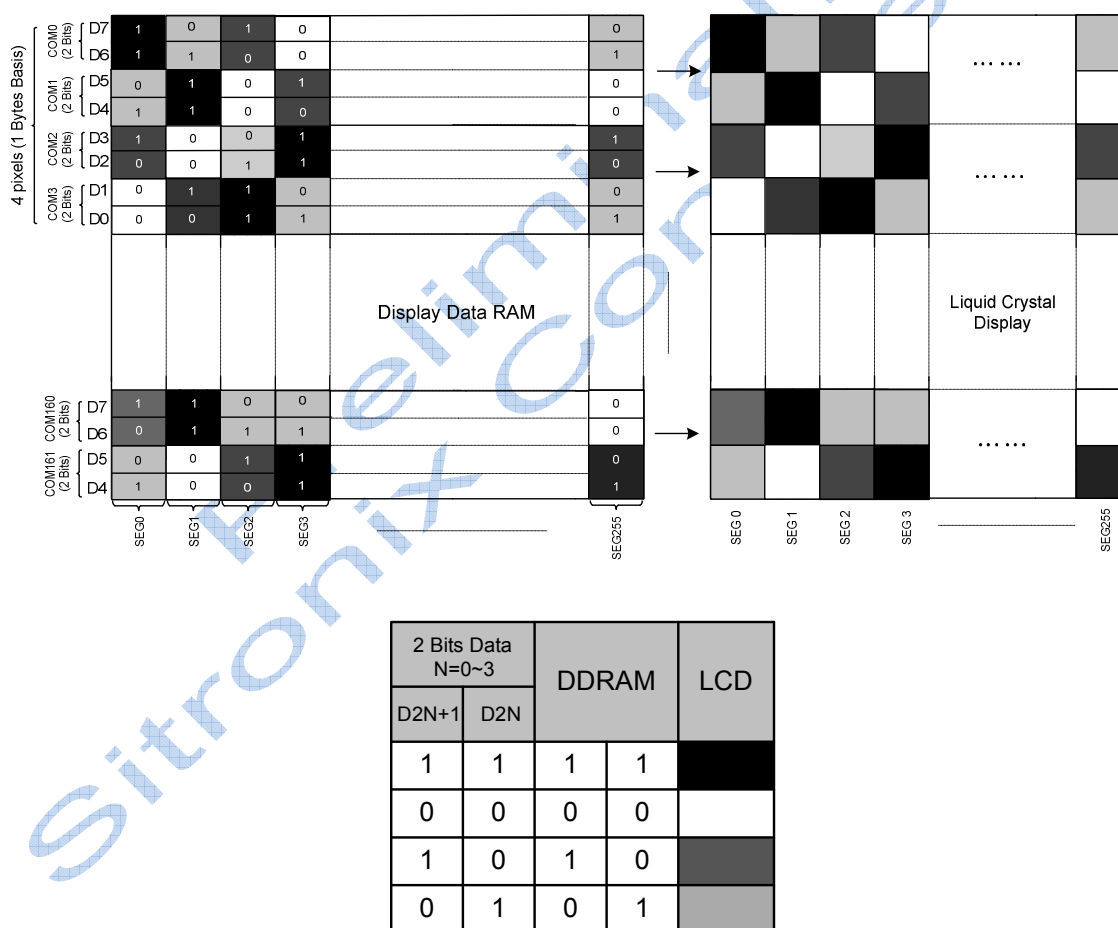 4 pixels (1 Bytes Basis)
COM0 (2 Bits) D7 1 0 1 0 0
D6 1 1 0 0 1
COM1 (2 Bits) D5 0 1 0 1 0
D4 1 1 0 0 0
COM2 (2 Bits) D3 1 0 0 1 1
D2 0 0 1 1 0
COM3 (2 Bits) D1 0 1 1 0 0
D0 0 0 1 1 1
... ...
... ...
Display Data RAM
Liquid Crystal
Display
COM160 (2 Bits) D7 1 1 0 0 0
D6 0 1 1 1 0
COM161 (2 Bits) D5 0 0 1 1 0
D4 1 0 0 1 1
... ...
SEG0 SEG1 SEG2 SEG3 SEG255
SEG 0 SEG 1 SEG 2 SEG 3 SEG255
2 Bits Data
N=0~3
DDRAM LCD
D2N+1 D2N
1 1 1 1
0 0 0 0
1 0 1 0
0 1 0 1
Sitronix